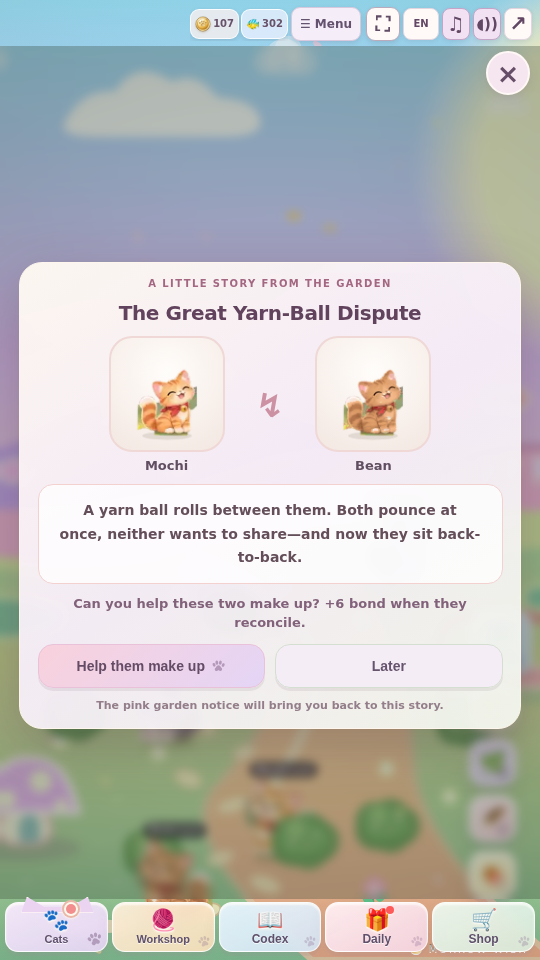 107
302
☰ Menu
EN
A LITTLE STORY FROM THE GARDEN
The Great Yarn-Ball Dispute
Mochi
Bean
A yarn ball rolls between them. Both pounce at
once, neither wants to share—and now they sit back-
to-back.
Can you help these two make up? +6 bond when they
reconcile.
Help them make up
Later
The pink garden notice will bring you back to this story.
Cats
Workshop
Codex
Daily
Shop